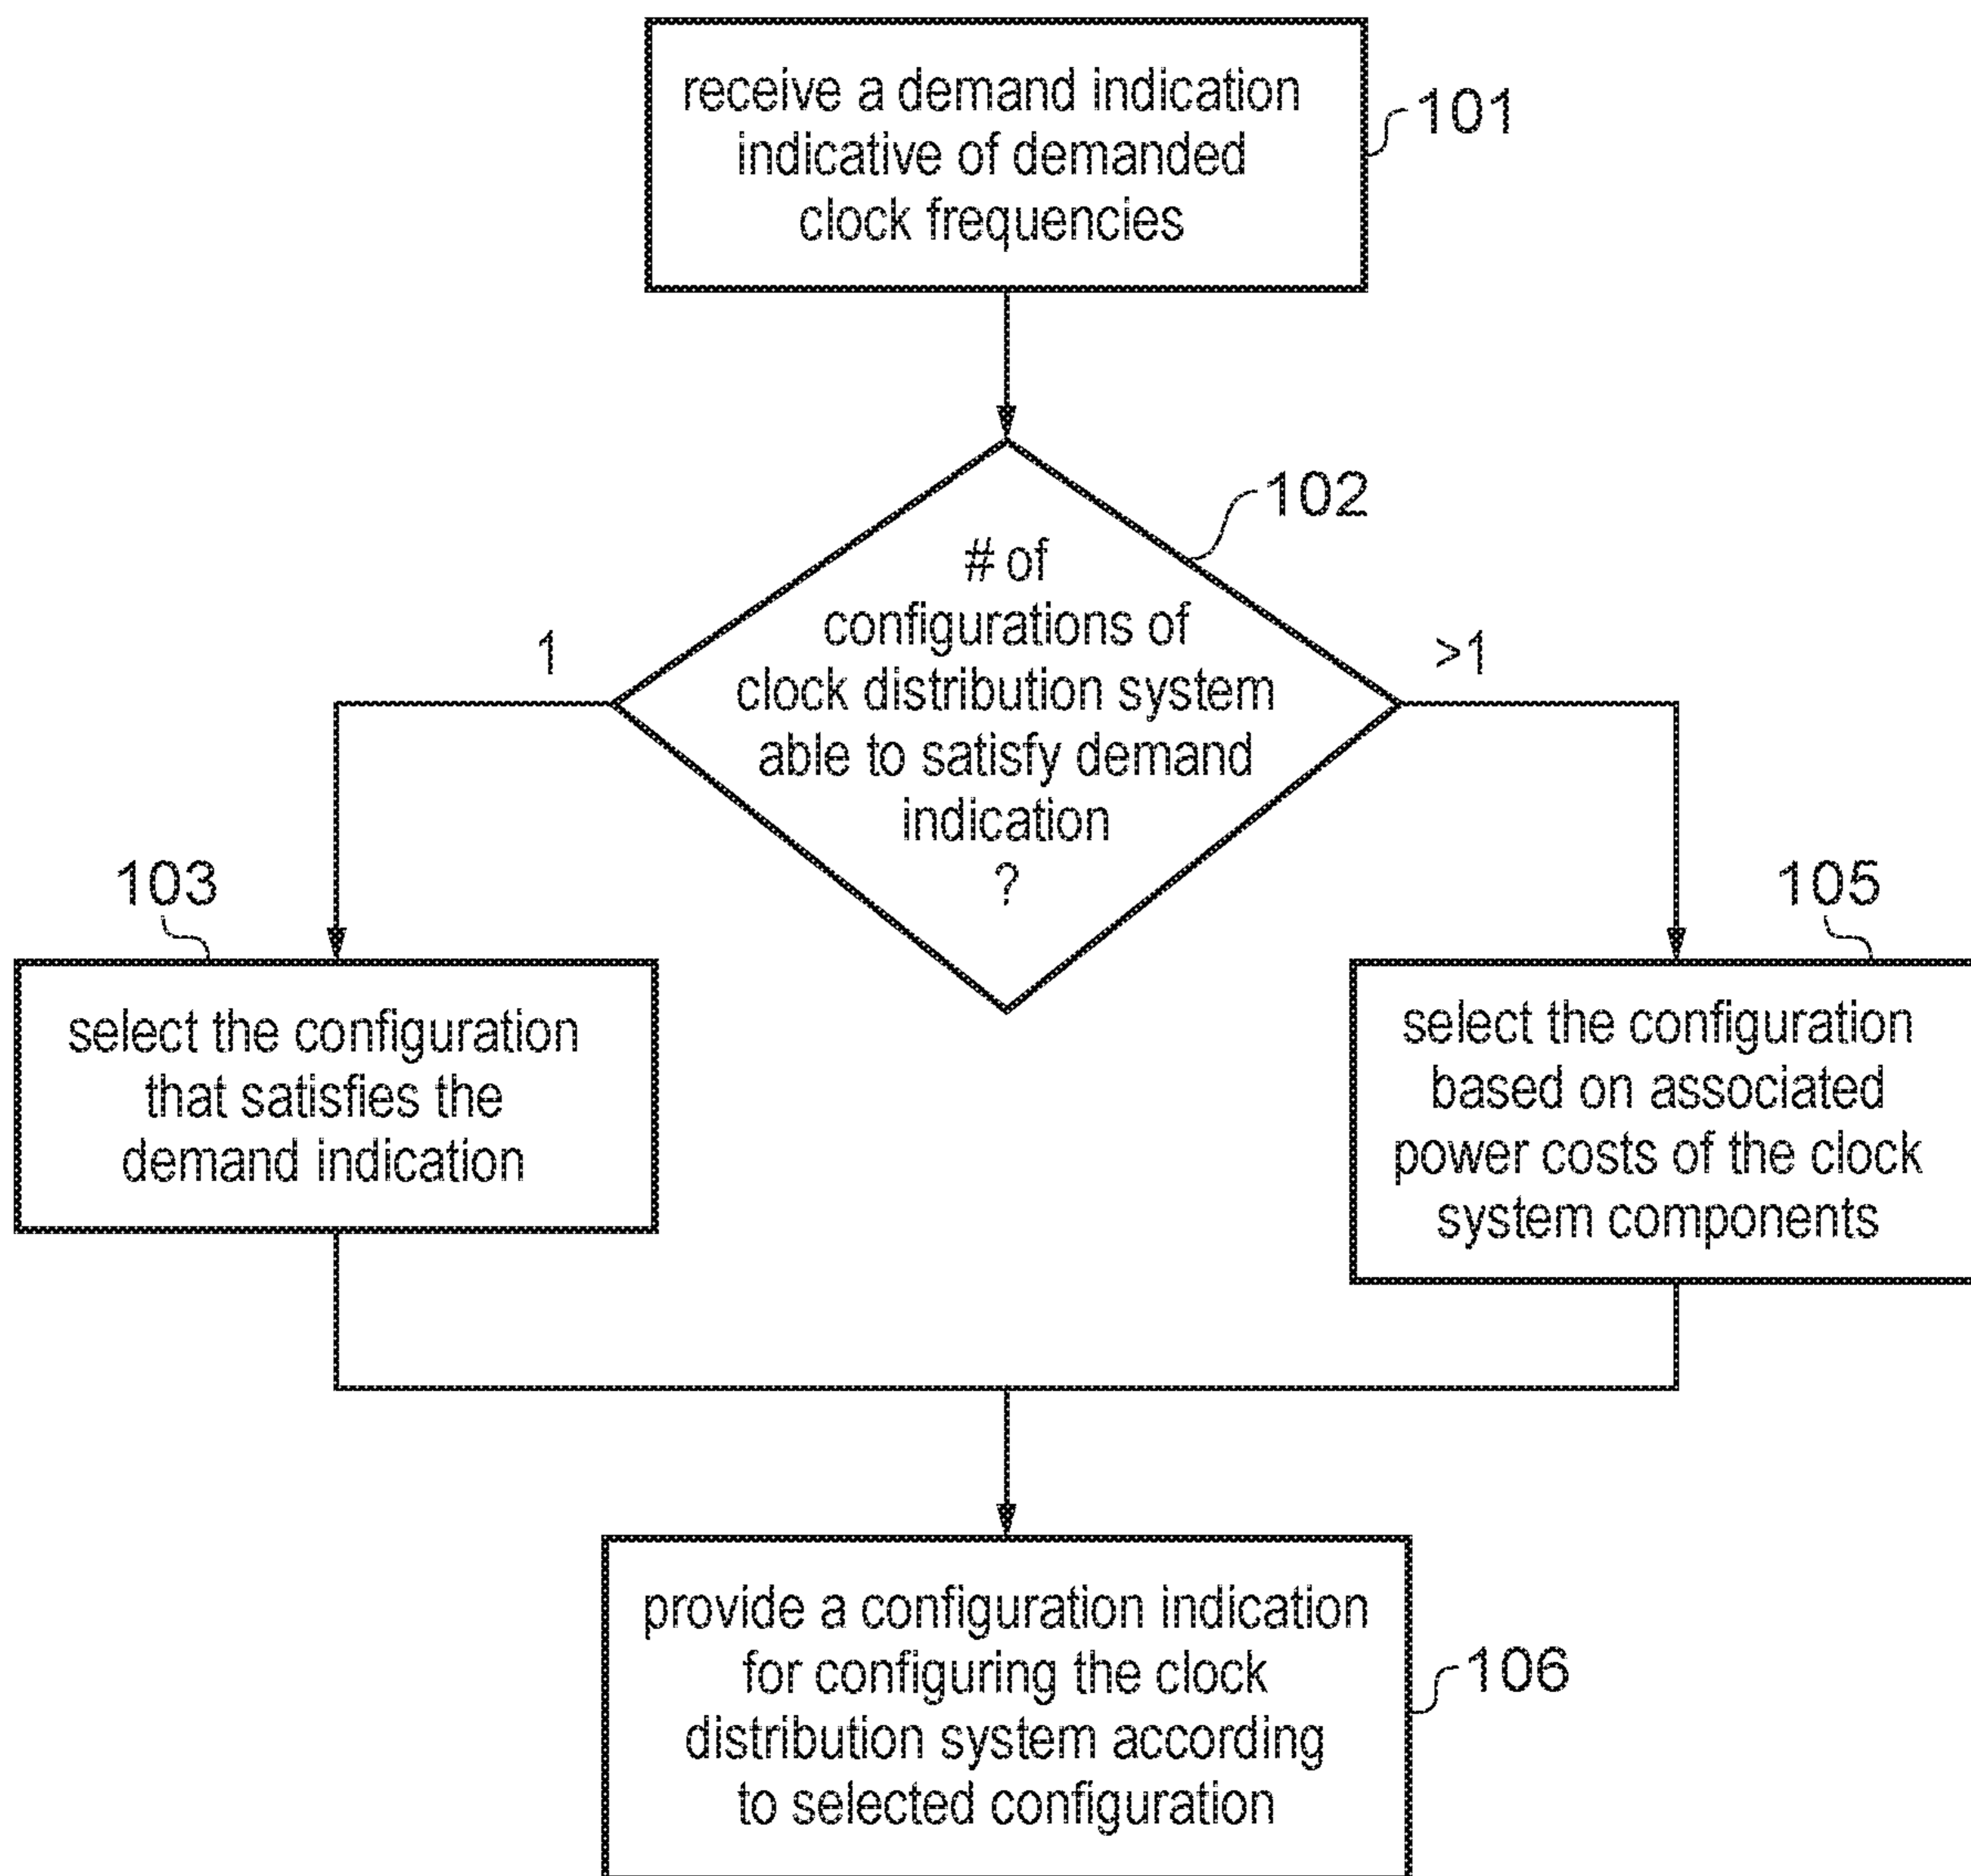 receive a demand indication
indicative of demanded
clock frequencies
101
102
# of
configurations of
clock distribution system
able to satisfy demand
indication
?
1
>1
103
select the configuration
that satisfies the
demand indication
105
select the configuration
based on associated
power costs of the clock
system components
provide a configuration indication
for configuring the clock
distribution system according
to selected configuration
106